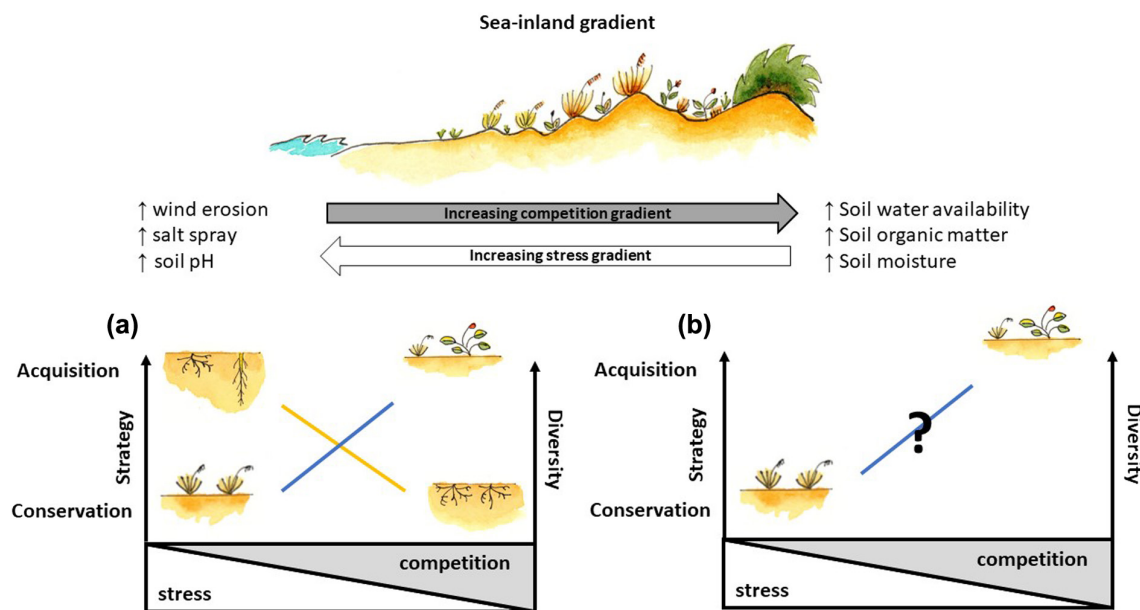 Sea-inland gradient
↑ wind erosion
↑ salt spray
↑ soil pH
Increasing competition gradient
Increasing stress gradient
↑ Soil water availability
↑ Soil organic matter
↑ Soil moisture
(a)
Acquisition
Strategy
Conservation
Diversity
competition
stress
(b)
Acquisition
Strategy
Conservation
?
Diversity
competition
stress